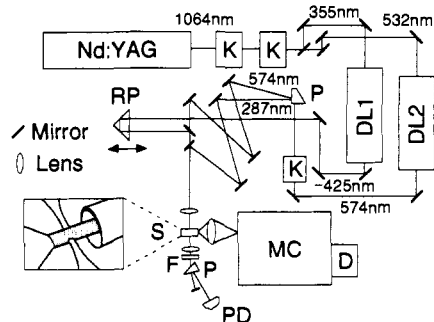 1064nm
355nm
532nm
Nd:YAG
K
K
574nm
P
RP
287nm
DL1
DL2
Mirror
Lens
K
~425nm
574nm
S
MC
D
F
P
PD